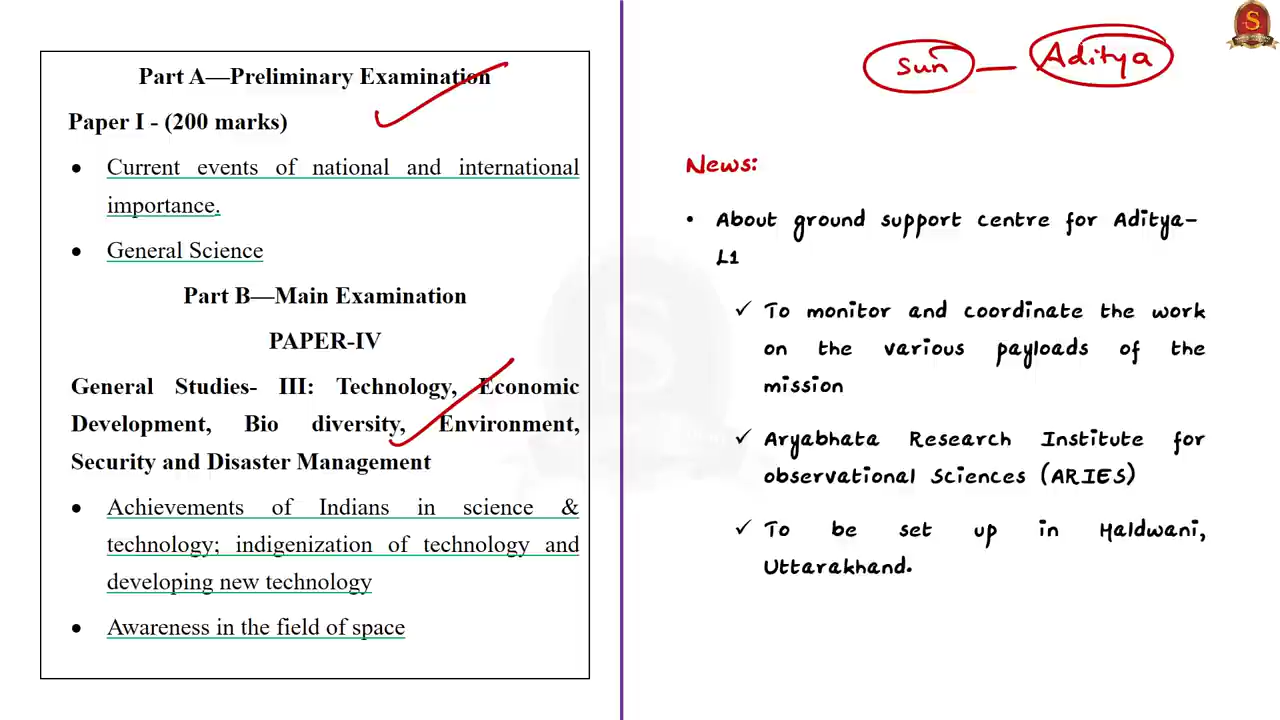 Part A—Preliminary Examination
Paper I - (200 marks)
• Current events of national and international
importance.
• General Science
Part B—Main Examination
PAPER-IV
General Studies- III: Technology, Economic
Development, Bio diversity, Environment,
Security and Disaster Management
• Achievements of Indians in science &
technology; indigenization of technology and
developing new technology
• Awareness in the field of space
Sun — Aditya
S
News:
• About ground support centre for Aditya-
L1
✓ To monitor and coordinate the work
on the various payloads of the
mission
✓ Aryabhata Research Institute for
observational Sciences (ARIES)
✓ To be set up in Haldwani,
Uttarakhand.